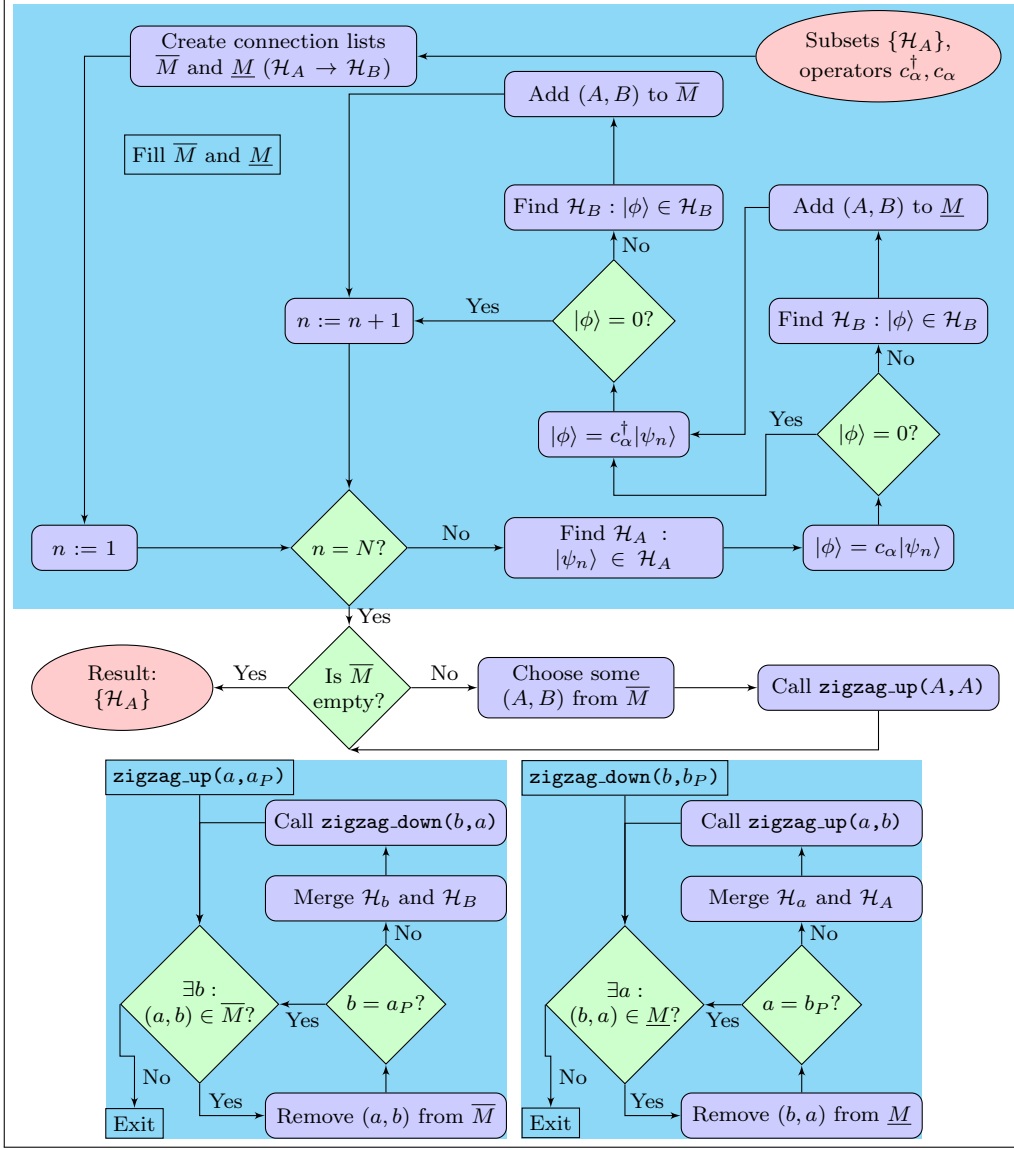 Create connection lists
M̅ and M̲ (ℋ_A → ℋ_B)
Subsets {ℋ_A},
operators c†_α, c_α
Add (A, B) to M̅
Fill M̅ and M̲
Find ℋ_B : |ϕ⟩ ∈ ℋ_B
Add (A, B) to M̲
No
n := n + 1
Yes
|ϕ⟩ = 0?
Find ℋ_B : |ϕ⟩ ∈ ℋ_B
No
Yes
|ϕ⟩ = c†_α|ψ_n⟩
|ϕ⟩ = 0?
n := 1
n = N?
No
Find ℋ_A :
|ψ_n⟩ ∈ ℋ_A
|ϕ⟩ = c_α|ψ_n⟩
Yes
Result:
{ℋ_A}
Yes
Is M̅
empty?
No
Choose some
(A, B) from M̅
Call zigzag_up(A,A)
zigzag_up(a,a_P)
Call zigzag_down(b,a)
Merge ℋ_b and ℋ_B
No
∃b :
(a, b) ∈ M̅?
Yes
b = a_P?
No
Yes
Exit
Remove (a, b) from M̅
zigzag_down(b,b_P)
Call zigzag_up(a,b)
Merge ℋ_a and ℋ_A
No
∃a :
(b, a) ∈ M̲?
Yes
a = b_P?
No
Yes
Exit
Remove (b, a) from M̲